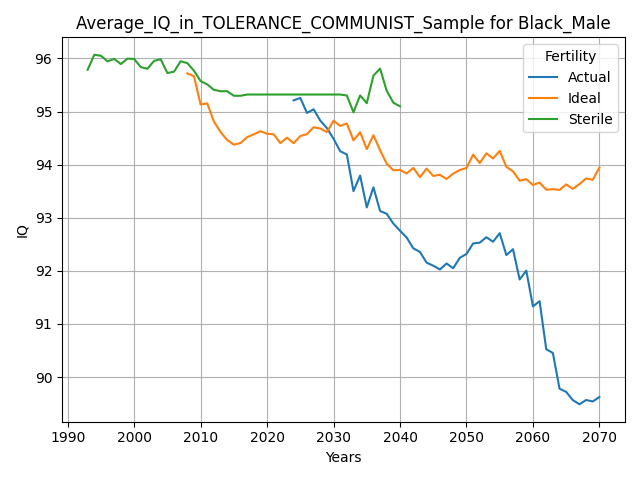 Average_IQ_in_TOLERANCE_COMMUNIST_Sample for Black_Male
Fertility
Actual
Ideal
Sterile
IQ
96
95
94
93
92
91
90
1990 2000 2010 2020 2030 2040 2050 2060 2070
Years